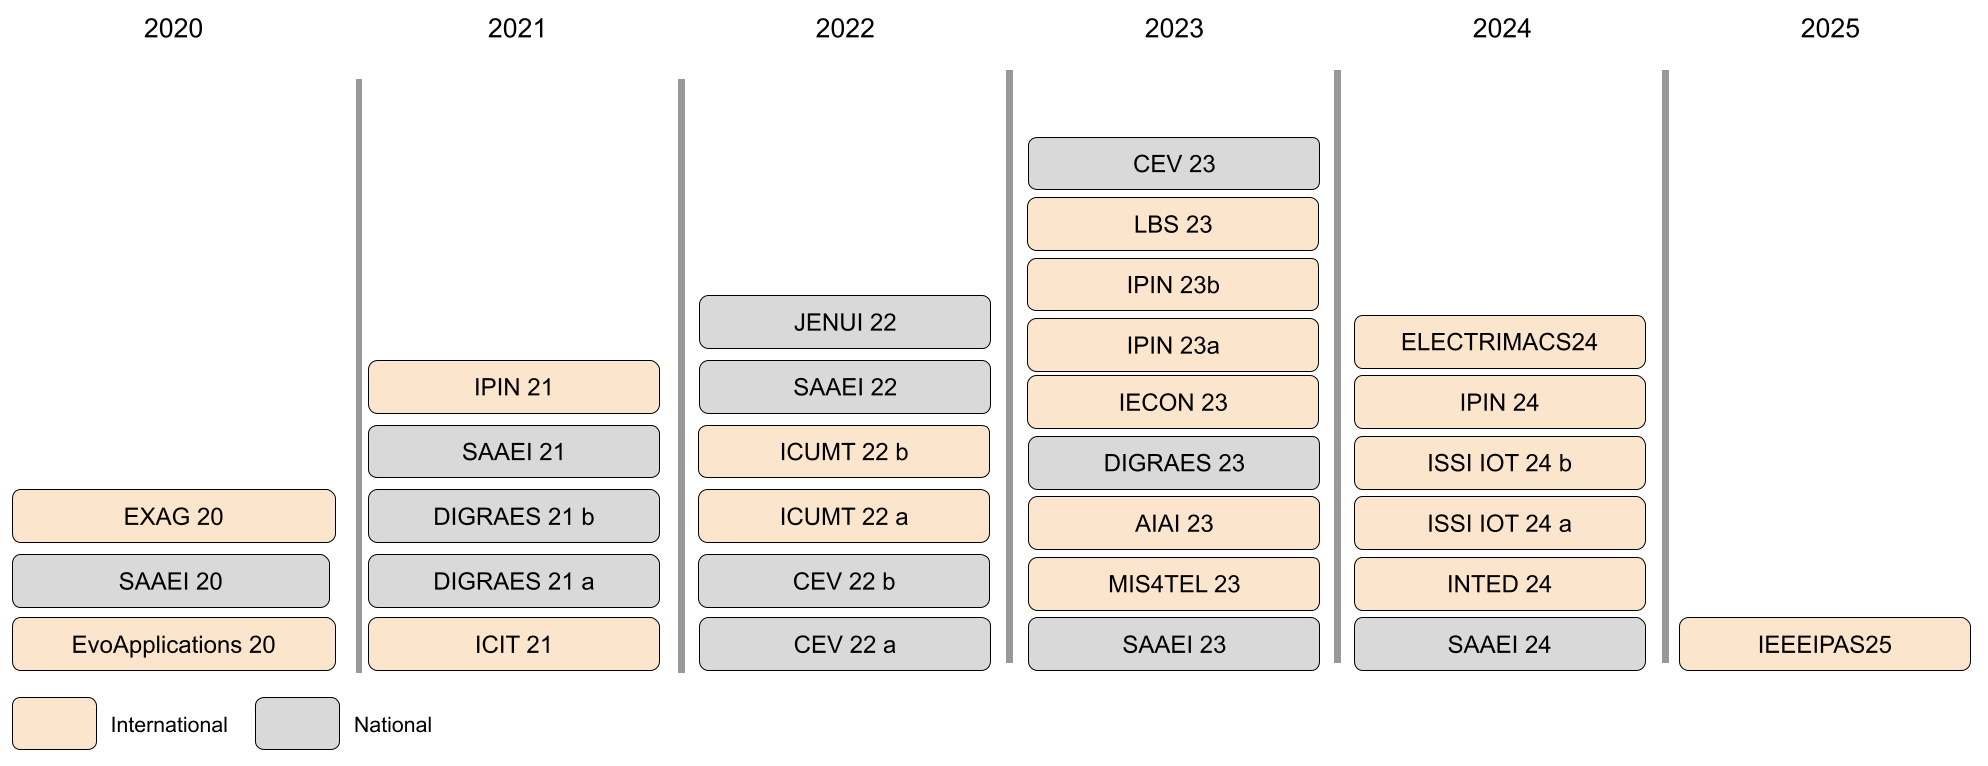 2020
2021
2022
2023
2024
2025
EXAG 20
SAAEI 20
EvoApplications 20
IPIN 21
SAAEI 21
DIGRAES 21 b
DIGRAES 21 a
ICIT 21
JENUI 22
SAAEI 22
ICUMT 22 b
ICUMT 22 a
CEV 22 b
CEV 22 a
CEV 23
LBS 23
IPIN 23b
IPIN 23a
IECON 23
DIGRAES 23
AIAI 23
MIS4TEL 23
SAAEI 23
ELECTRIMACS24
IPIN 24
ISSI IOT 24 b
ISSI IOT 24 a
INTED 24
SAAEI 24
IEEEIPAS25
International
National